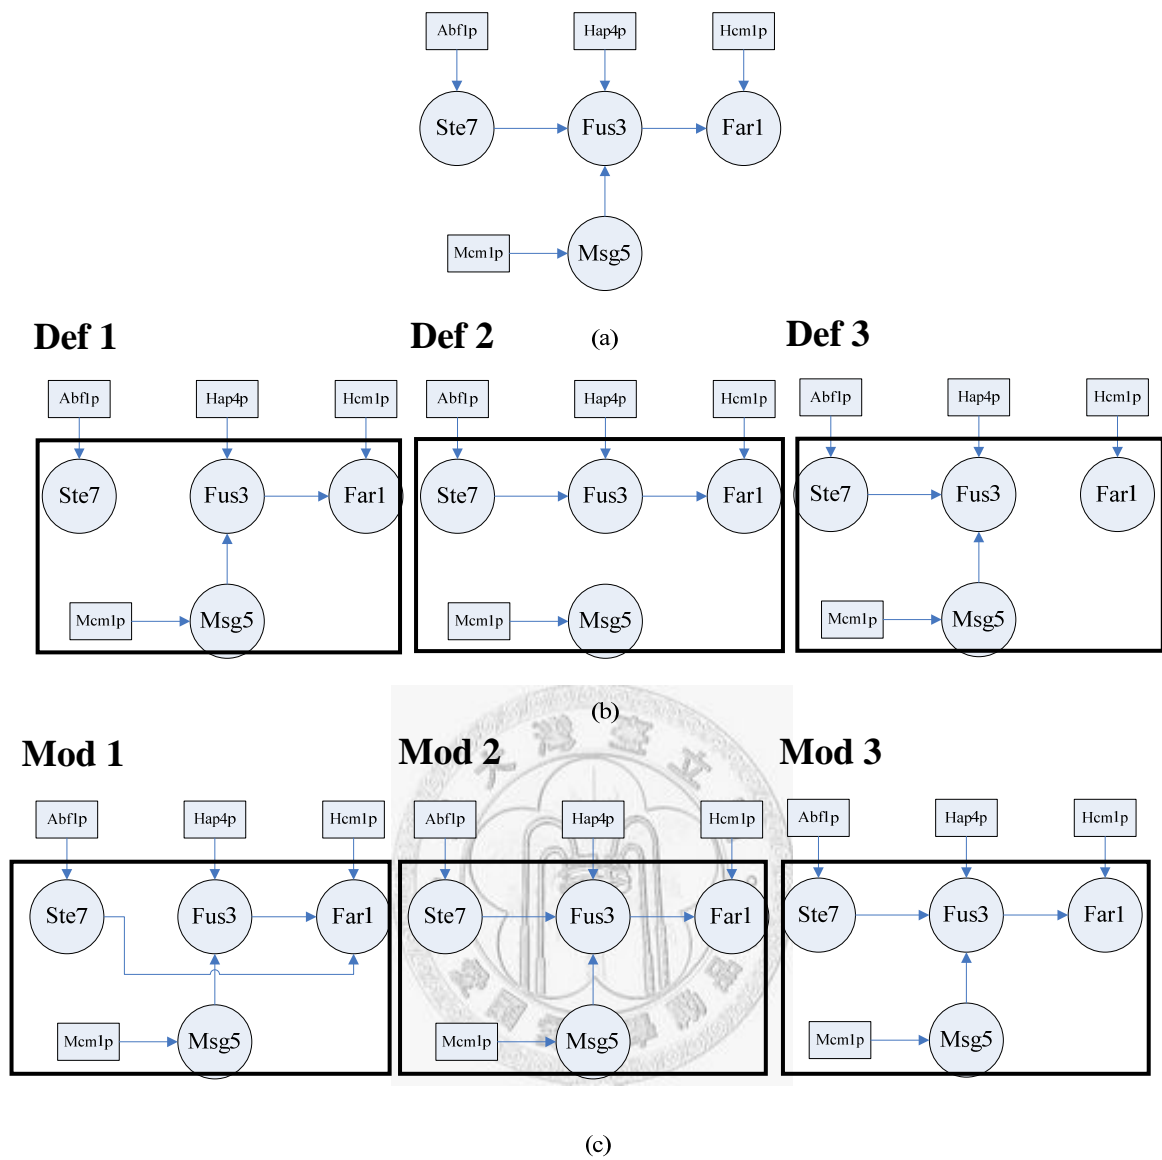 Abf1p Hap4p Hcm1p
Ste7 Fus3 Far1
Mcm1p Msg5
(a)
Def 1 Def 2 Def 3
Abf1p Hap4p Hcm1p Abf1p Hap4p Hcm1p Abf1p Hap4p Hcm1p
Ste7 Fus3 Far1 Ste7 Fus3 Far1 Ste7 Fus3 Far1
Mcm1p Msg5 Mcm1p Msg5 Mcm1p Msg5
(b)
Mod 1 Mod 2 Mod 3
Abf1p Hap4p Hcm1p Abf1p Hap4p Hcm1p Abf1p Hap4p Hcm1p
Ste7 Fus3 Far1 Ste7 Fus3 Far1 Ste7 Fus3 Far1
Mcm1p Msg5 Mcm1p Msg5 Mcm1p Msg5
(c)